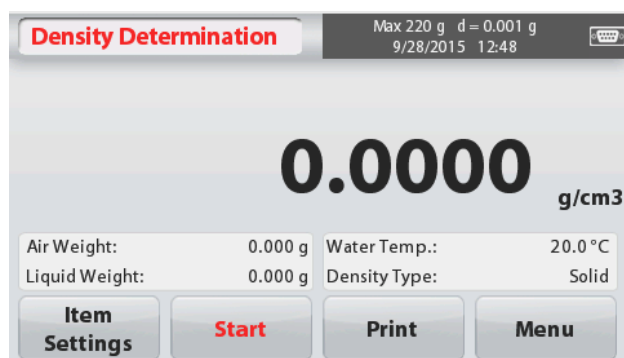 Density Determination
Max 220 g d = 0.001 g
9/28/2015 12:48
0.0000
g/cm3
Air Weight: 0.000 g
Liquid Weight: 0.000 g
Water Temp.: 20.0 °C
Density Type: Solid
Item
Settings
Start
Print
Menu